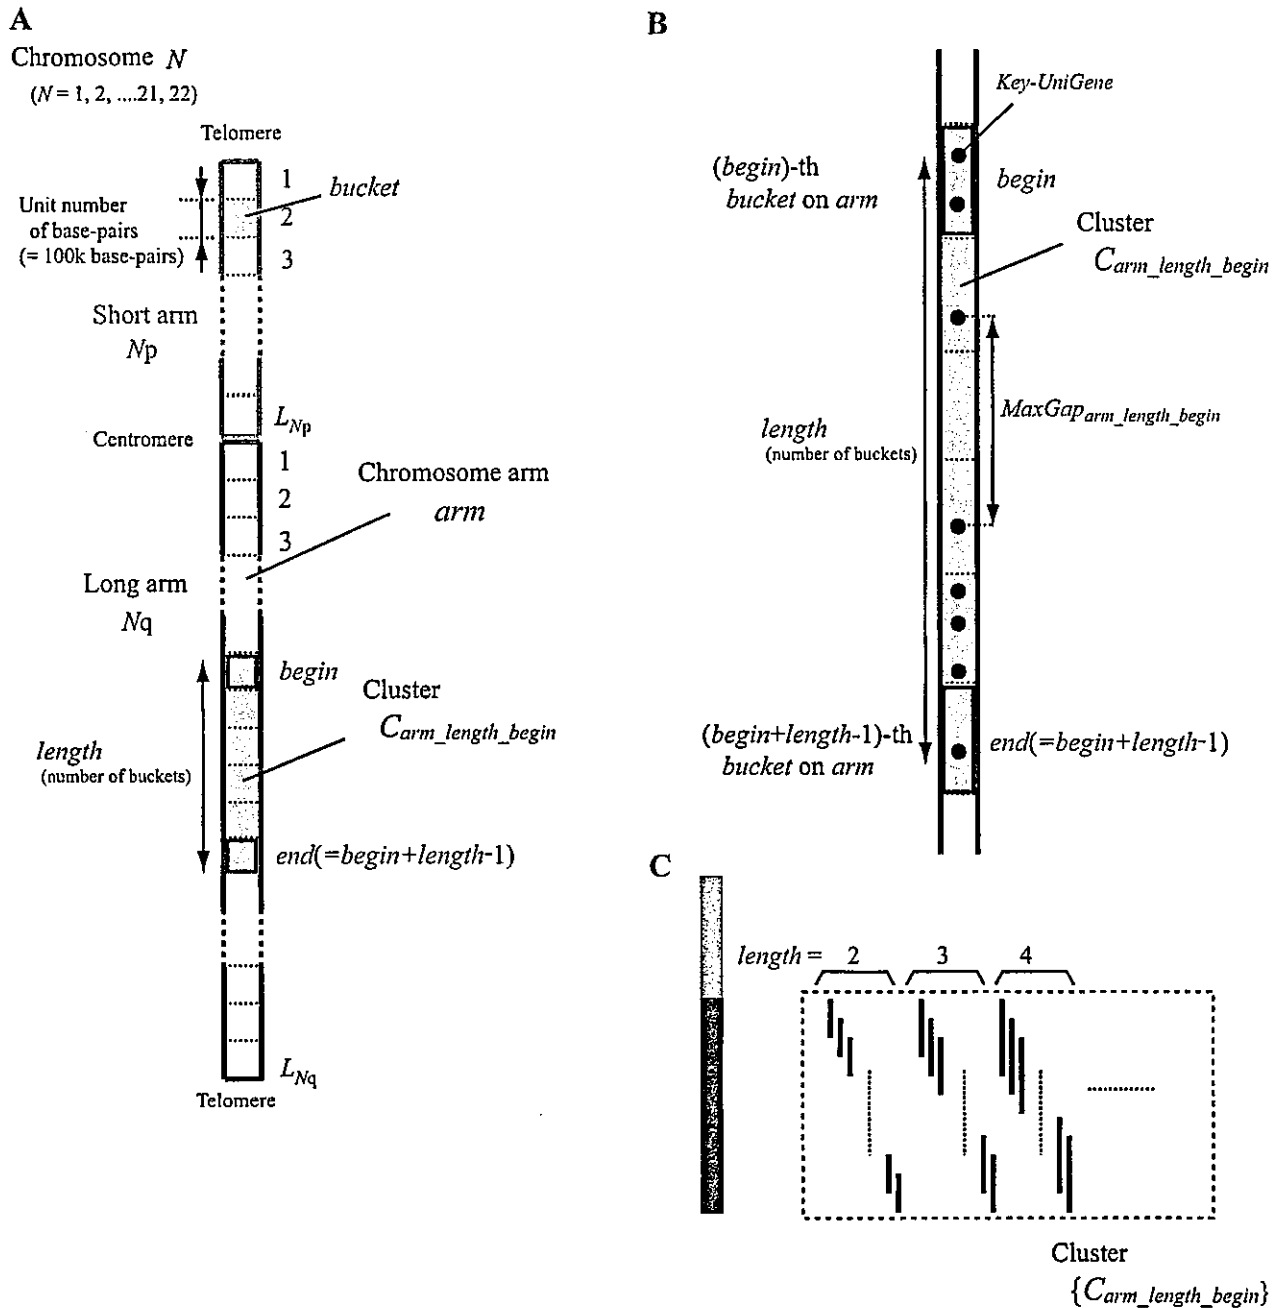 A
Chromosome N
(N = 1, 2, ....21, 22)
Telomere
1
bucket
2
Unit number
of base-pairs
(= 100k base-pairs)
3
Short arm
Np
L_Np
Centromere
1
Chromosome arm
arm
2
3
Long arm
Nq
begin
Cluster
C_arm_length_begin
length
(number of buckets)
end(=begin+length-1)
L_Nq
Telomere
B
Key-UniGene
(begin)-th
bucket on arm
begin
Cluster
C_arm_length_begin
MaxGap_arm_length_begin
length
(number of buckets)
(begin+length-1)-th
bucket on arm
end(=begin+length-1)
C
length = 2 3 4
Cluster
{C_arm_length_begin}